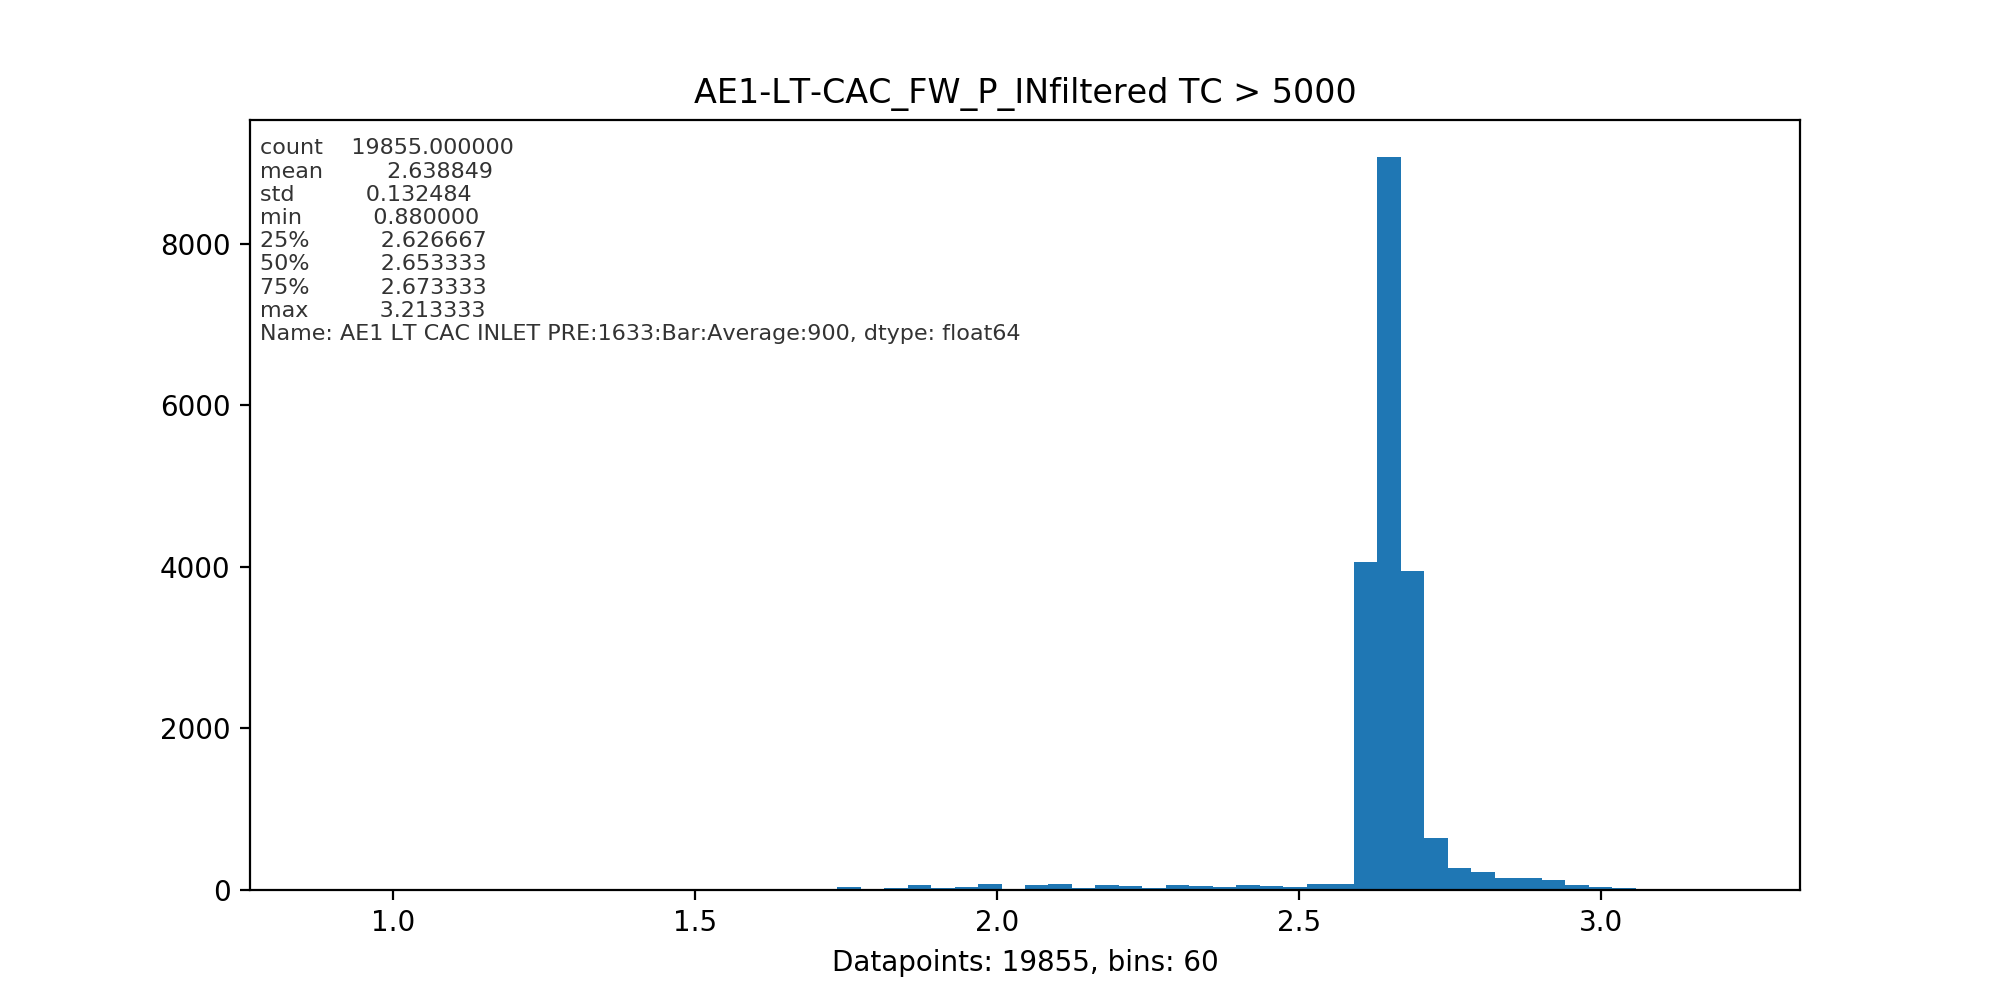 AE1-LT-CAC_FW_P_INfiltered TC > 5000
count 19855.000000
mean 2.638849
std 0.132484
min 0.880000
25% 2.626667
50% 2.653333
75% 2.673333
max 3.213333
Name: AE1 LT CAC INLET PRE:1633:Bar:Average:900, dtype: float64
8000
6000
4000
2000
0
1.0 1.5 2.0 2.5 3.0
Datapoints: 19855, bins: 60